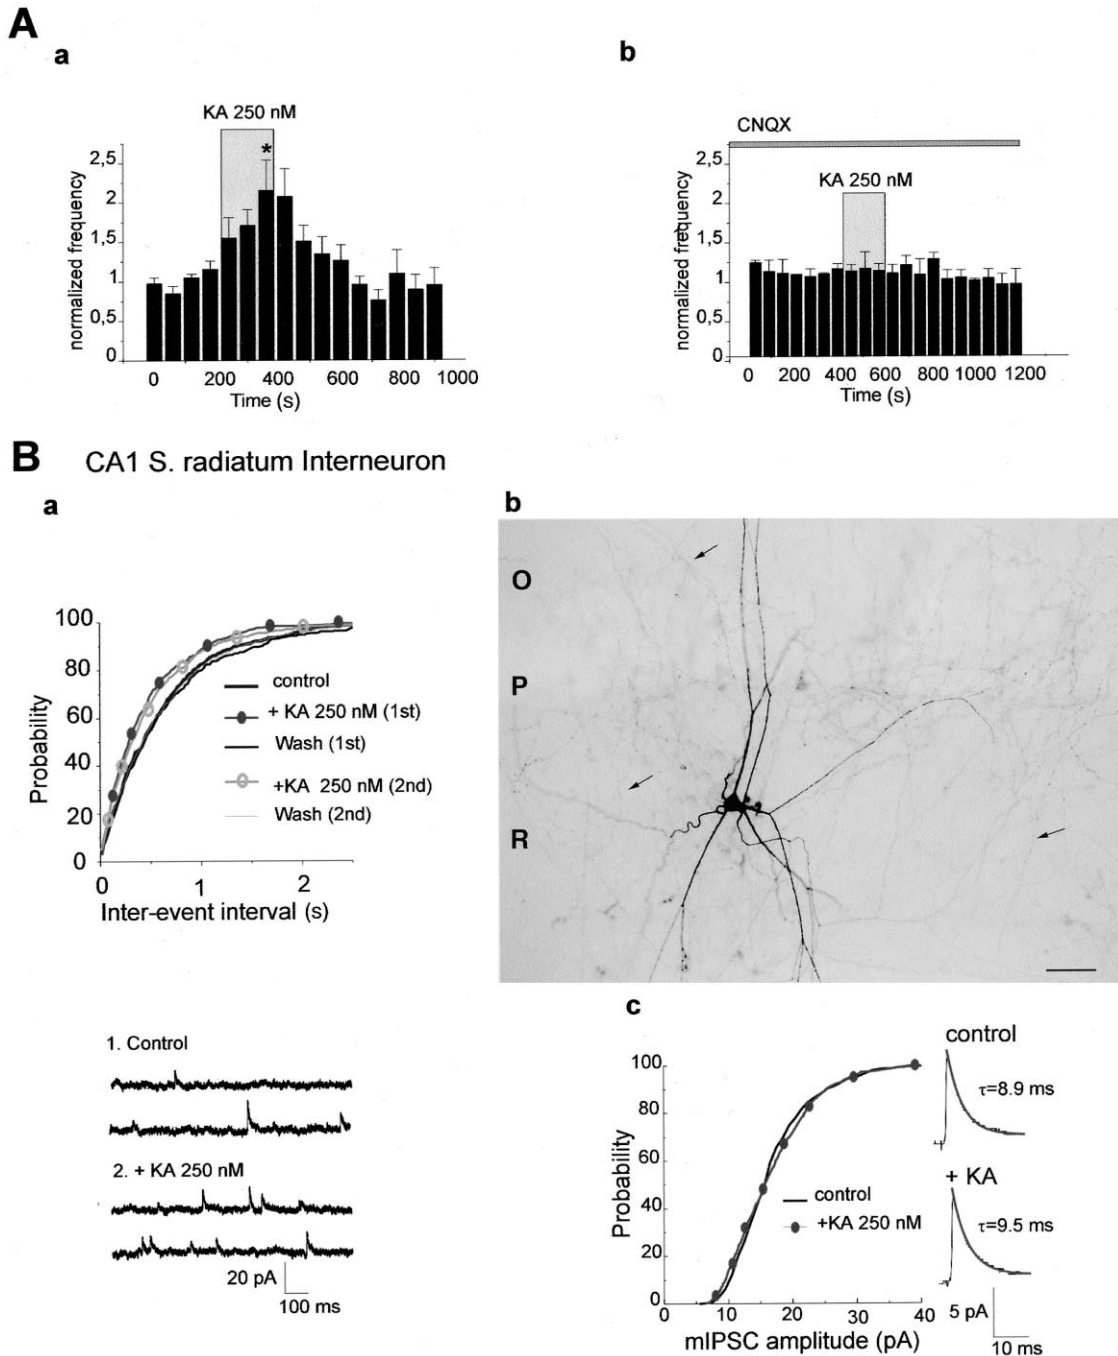 A
a
KA 250 nM
*
normalized frequency
2,5
2
1,5
1
0,5
0
0 200 400 600 800 1000
Time (s)
b
CNQX
KA 250 nM
normalized frequency
2,5
2
1,5
1
0,5
0
0 200 400 600 800 1000 1200
Time (s)
B CA1 S. radiatum Interneuron
a
Probability
100
80
60
40
20
0
control
+ KA 250 nM (1st)
Wash (1st)
+KA 250 nM (2nd)
Wash (2nd)
0 1 2
Inter-event interval (s)
1. Control
2. + KA 250 nM
20 pA
100 ms
b
O
P
R
c
Probability
100
80
60
40
20
0
control
+KA 250 nM
0 10 20 30 40
mIPSC amplitude (pA)
control
τ=8.9 ms
+ KA
τ=9.5 ms
5 pA
10 ms